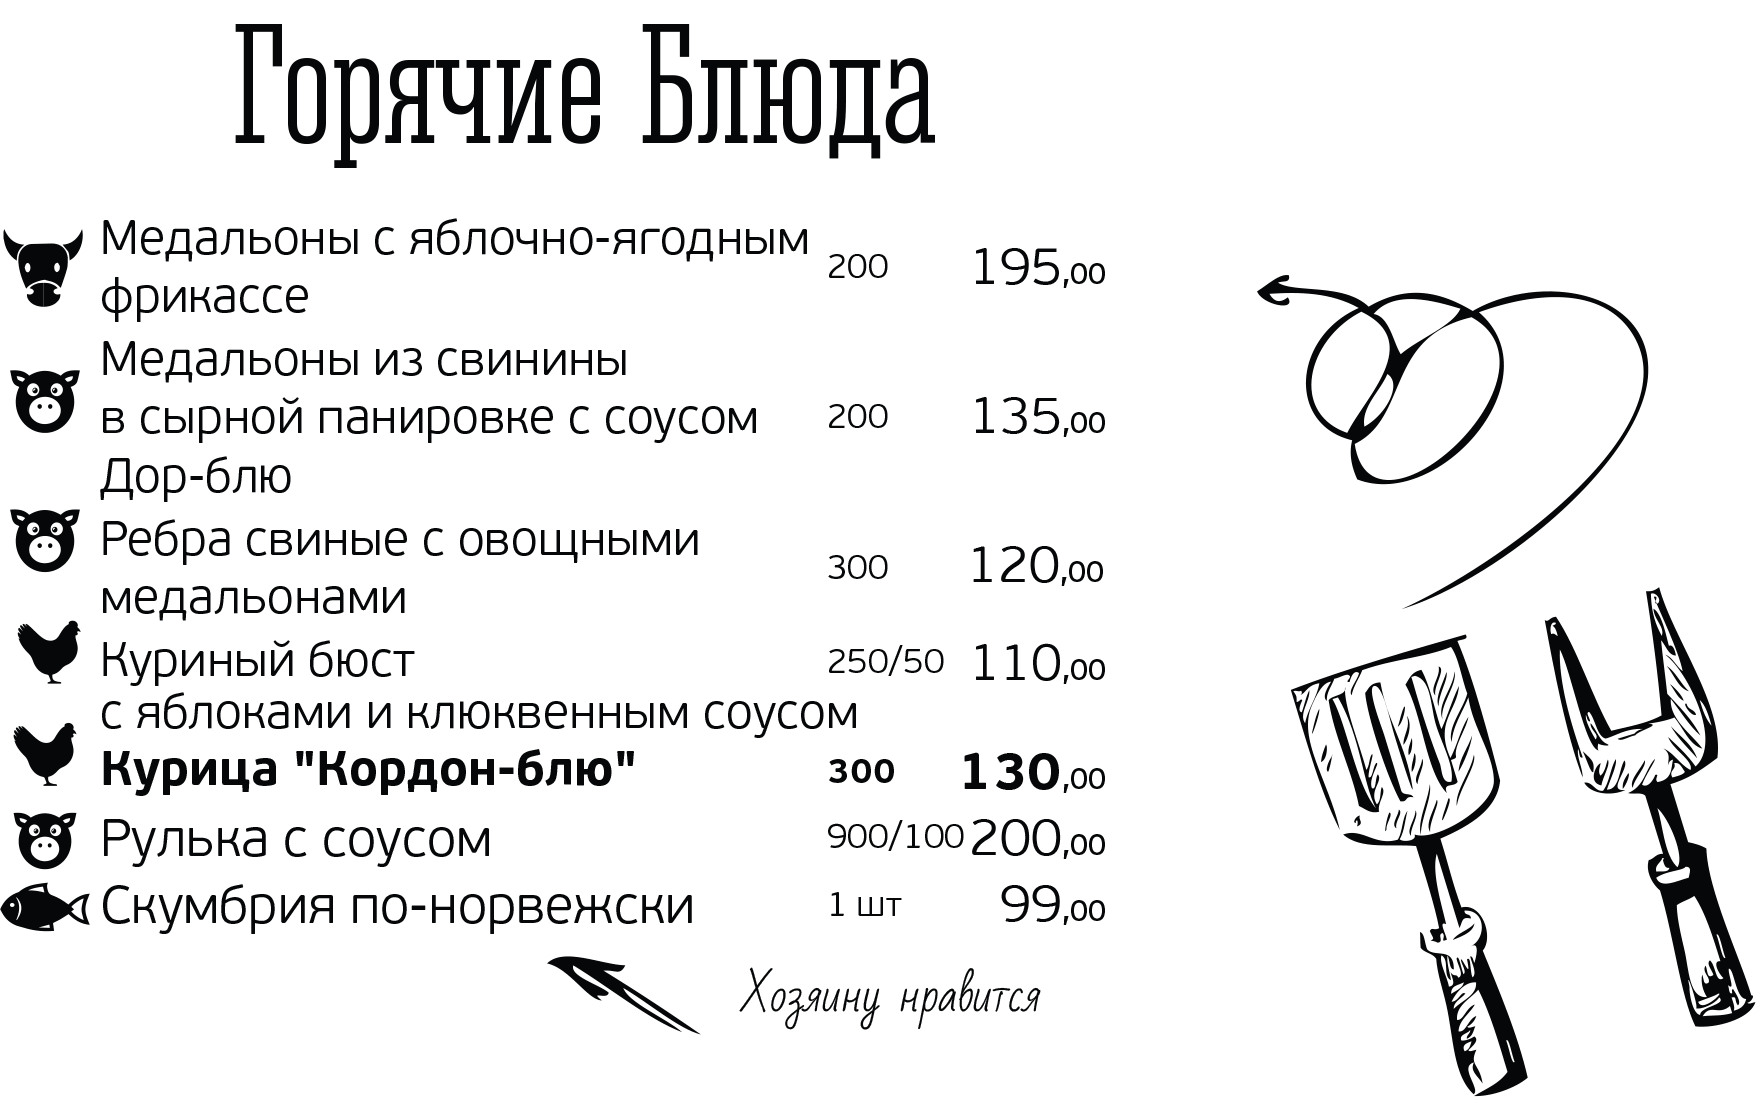 Горячие Блюда
Медальоны с яблочно-ягодным
фрикассе 200 195,00
Медальоны из свинины
в сырной панировке с соусом 200 135,00
Дор-блю
Ребра свиные с овощными
медальонами 300 120,00
Куриный бюст 250/50 110,00
с яблоками и клюквенным соусом
Курица "Кордон-блю" 300 130,00
Рулька с соусом 900/100 200,00
Скумбрия по-норвежски 1 шт 99,00
Хозяину нравится